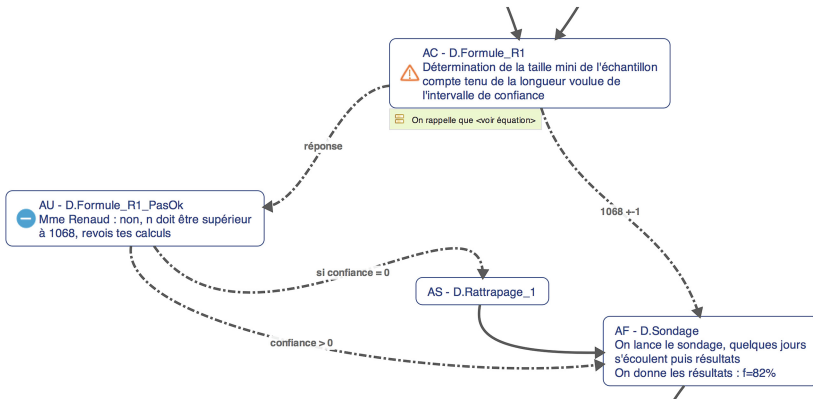 AC - D.Formule_R1
Détermination de la taille mini de l'échantillon
compte tenu de la longueur voulue de
l'intervalle de confiance
On rappelle que <voir équation>
réponse
AU - D.Formule_R1_PasOk
Mme Renaud : non, n doit être supérieur
à 1068, revois tes calculs
1068 +-1
si confiance = 0
AS - D.Rattrapage_1
confiance > 0
AF - D.Sondage
On lance le sondage, quelques jours
s'écoulent puis résultats
On donne les résultats : f=82%